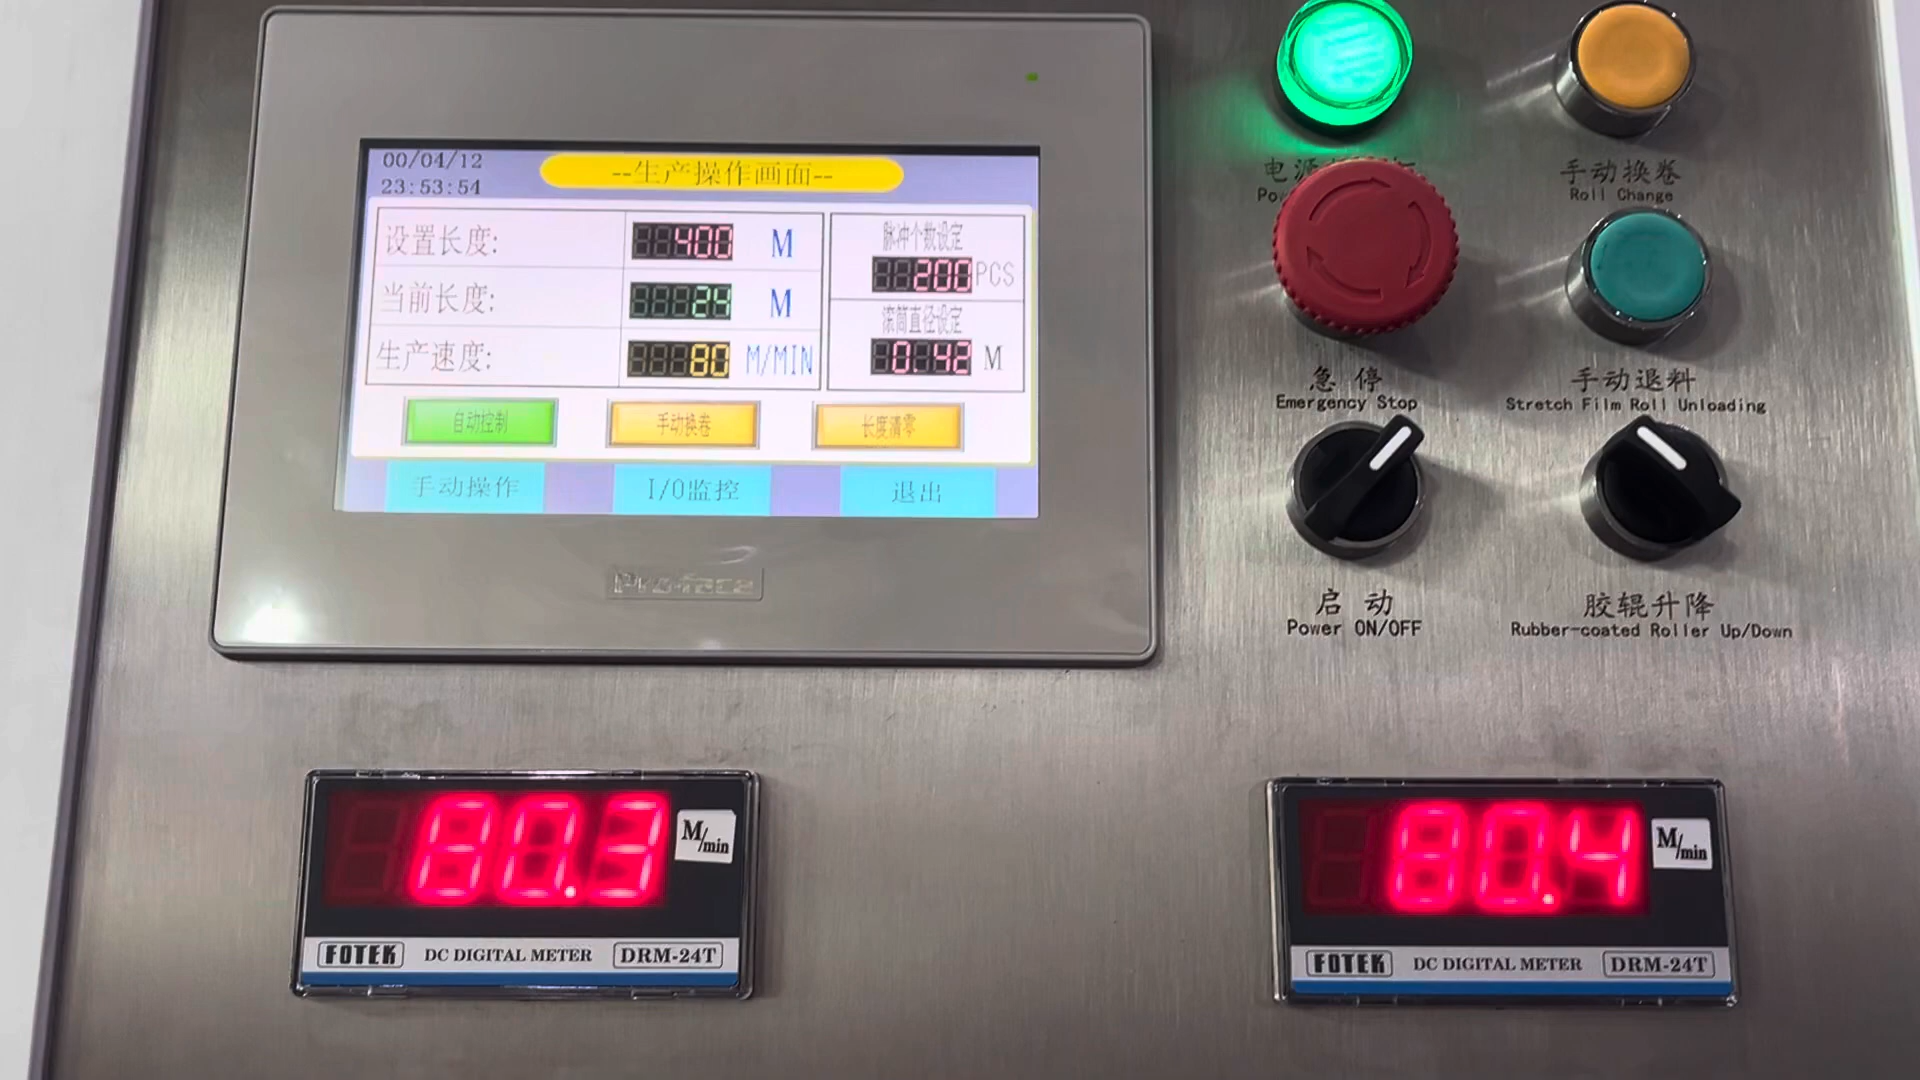 00/04/12
23:53:54
--生产操作画面--
设置长度: 400 M
当前长度: 24 M
生产速度: 80 M/MIN
脉冲个数设定
200 PCS
滚筒直径设定
0.42 M
自动控制
手动换卷
长度清零
手动操作
I/O监控
退出
Pro-face
电源
手动换卷
Roll Change
急 停
Emergency Stop
手动退料
Stretch Film Roll Unloading
启 动
Power ON/OFF
胶辊升降
Rubber-coated Roller Up/Down
80.3 M/min
FOTEK DC DIGITAL METER DRM-24T
80.4 M/min
FOTEK DC DIGITAL METER DRM-24T